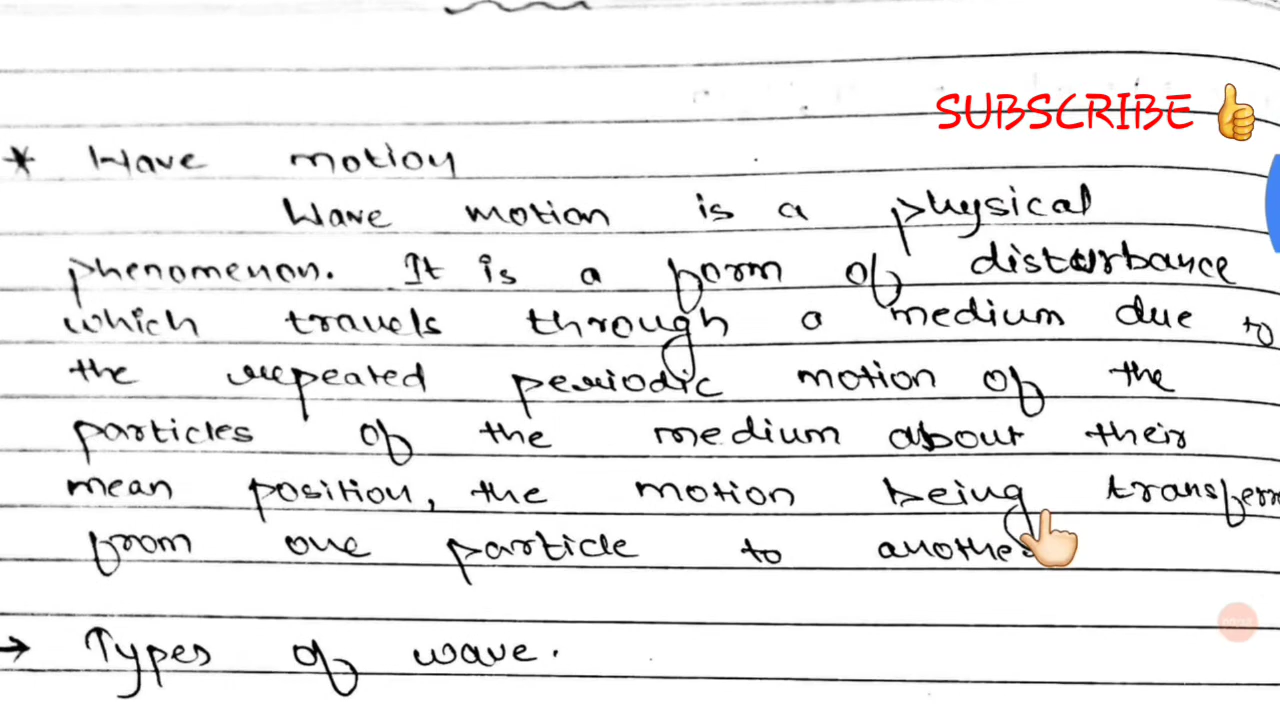 SUBSCRIBE 👍
* Wave motion
Wave motion is a physical
phenomenon. It is a form of disturbance
which travels through a medium due to
the repeated periodic motion of the
particles of the medium about their
mean position, the motion being transferr
from one particle to another
→ Types of wave.